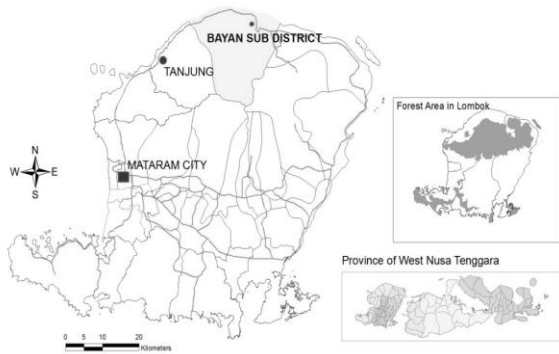 BAYAN SUB DISTRICT
TANJUNG
Forest Area in Lombok
N
W E
S
MATARAM CITY
Province of West Nusa Tenggara
0 5 10 20
Kilometers